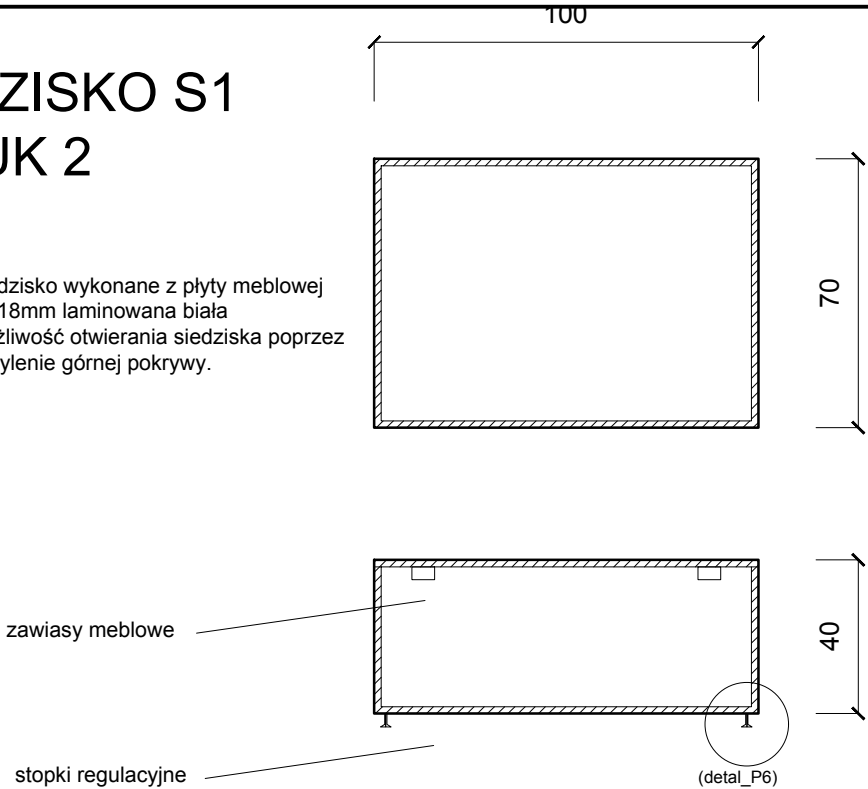 100
ZISKO S1
UK 2
dzisko wykonane z płyty meblowej
18mm laminowana biała
żliwość otwierania siedziska poprzez
ylenie górnej pokrywy.
70
zawiasy meblowe
40
stopki regulacyjne
(detal_P6)